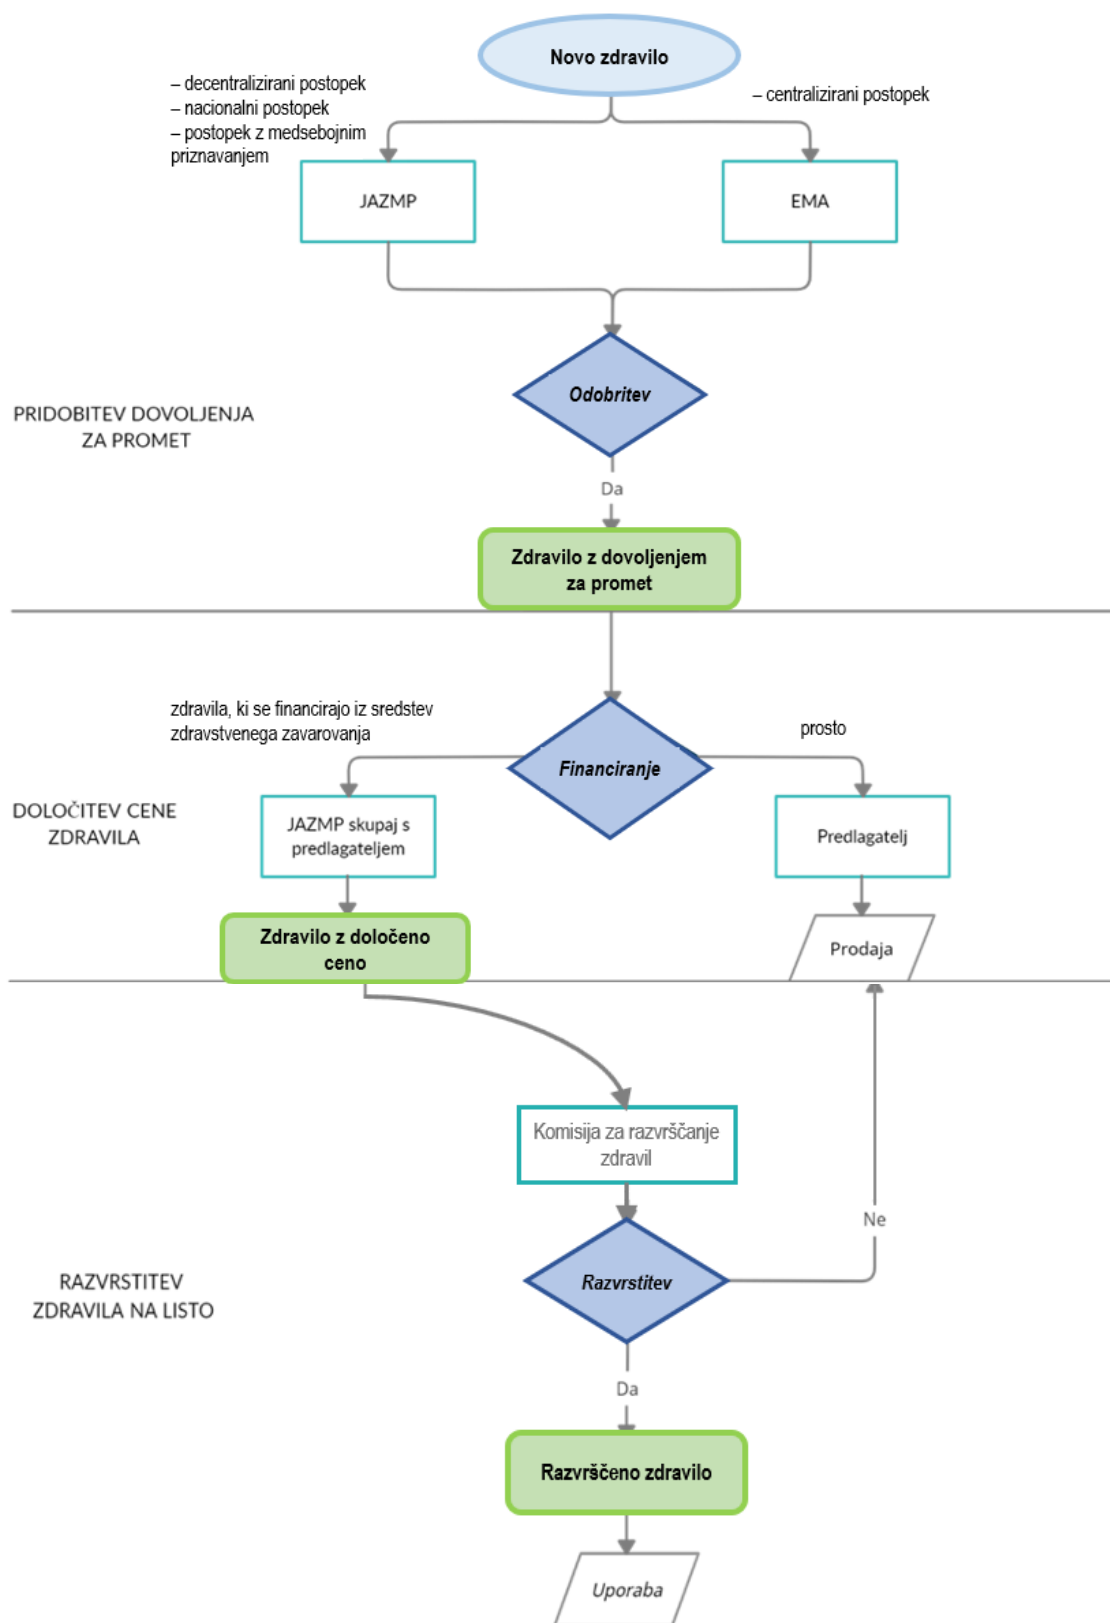 Novo zdravilo
– decentralizirani postopek
– nacionalni postopek
– postopek z medsebojnim
priznavanjem
– centralizirani postopek
JAZMP
EMA
Odobritev
PRIDOBITEV DOVOLJENJA
ZA PROMET
Da
Zdravilo z dovoljenjem
za promet
zdravila, ki se financirajo iz sredstev
zdravstvenega zavarovanja
prosto
Financiranje
DOLOČITEV CENE
ZDRAVILA
JAZMP skupaj s
predlagateljem
Predlagatelj
Zdravilo z določeno
ceno
Prodaja
Komisija za razvrščanje
zdravil
Ne
Razvrstitev
RAZVRSTITEV
ZDRAVILA NA LISTO
Da
Razvrščeno zdravilo
Uporaba